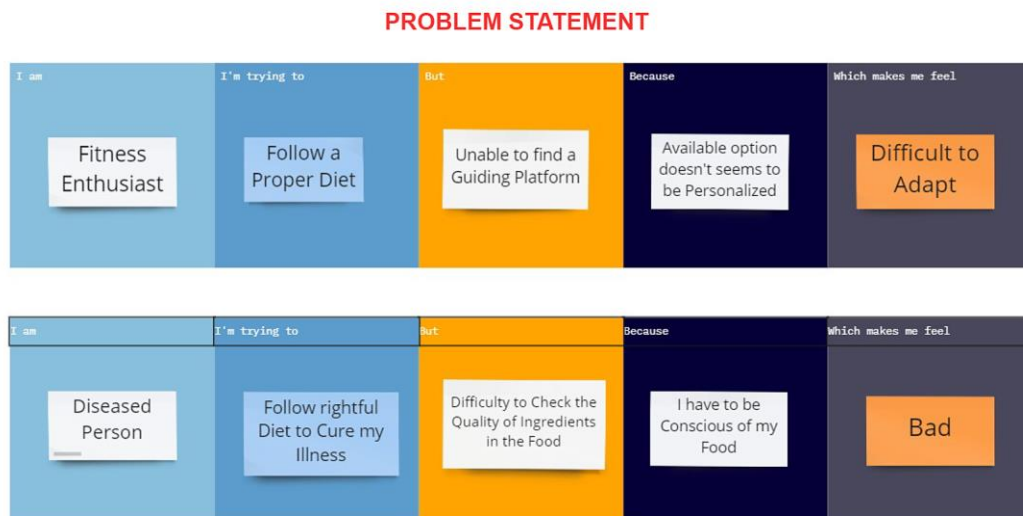 PROBLEM STATEMENT
I am
I'm trying to
But
Because
Which makes me feel
Fitness
Enthusiast
Follow a
Proper Diet
Unable to find a
Guiding Platform
Available option
doesn't seems to
be Personalized
Difficult to
Adapt
I am
I'm trying to
But
Because
Which makes me feel
Diseased
Person
Follow rightful
Diet to Cure my
Illness
Difficulty to Check the
Quality of Ingredients
in the Food
I have to be
Conscious of my
Food
Bad